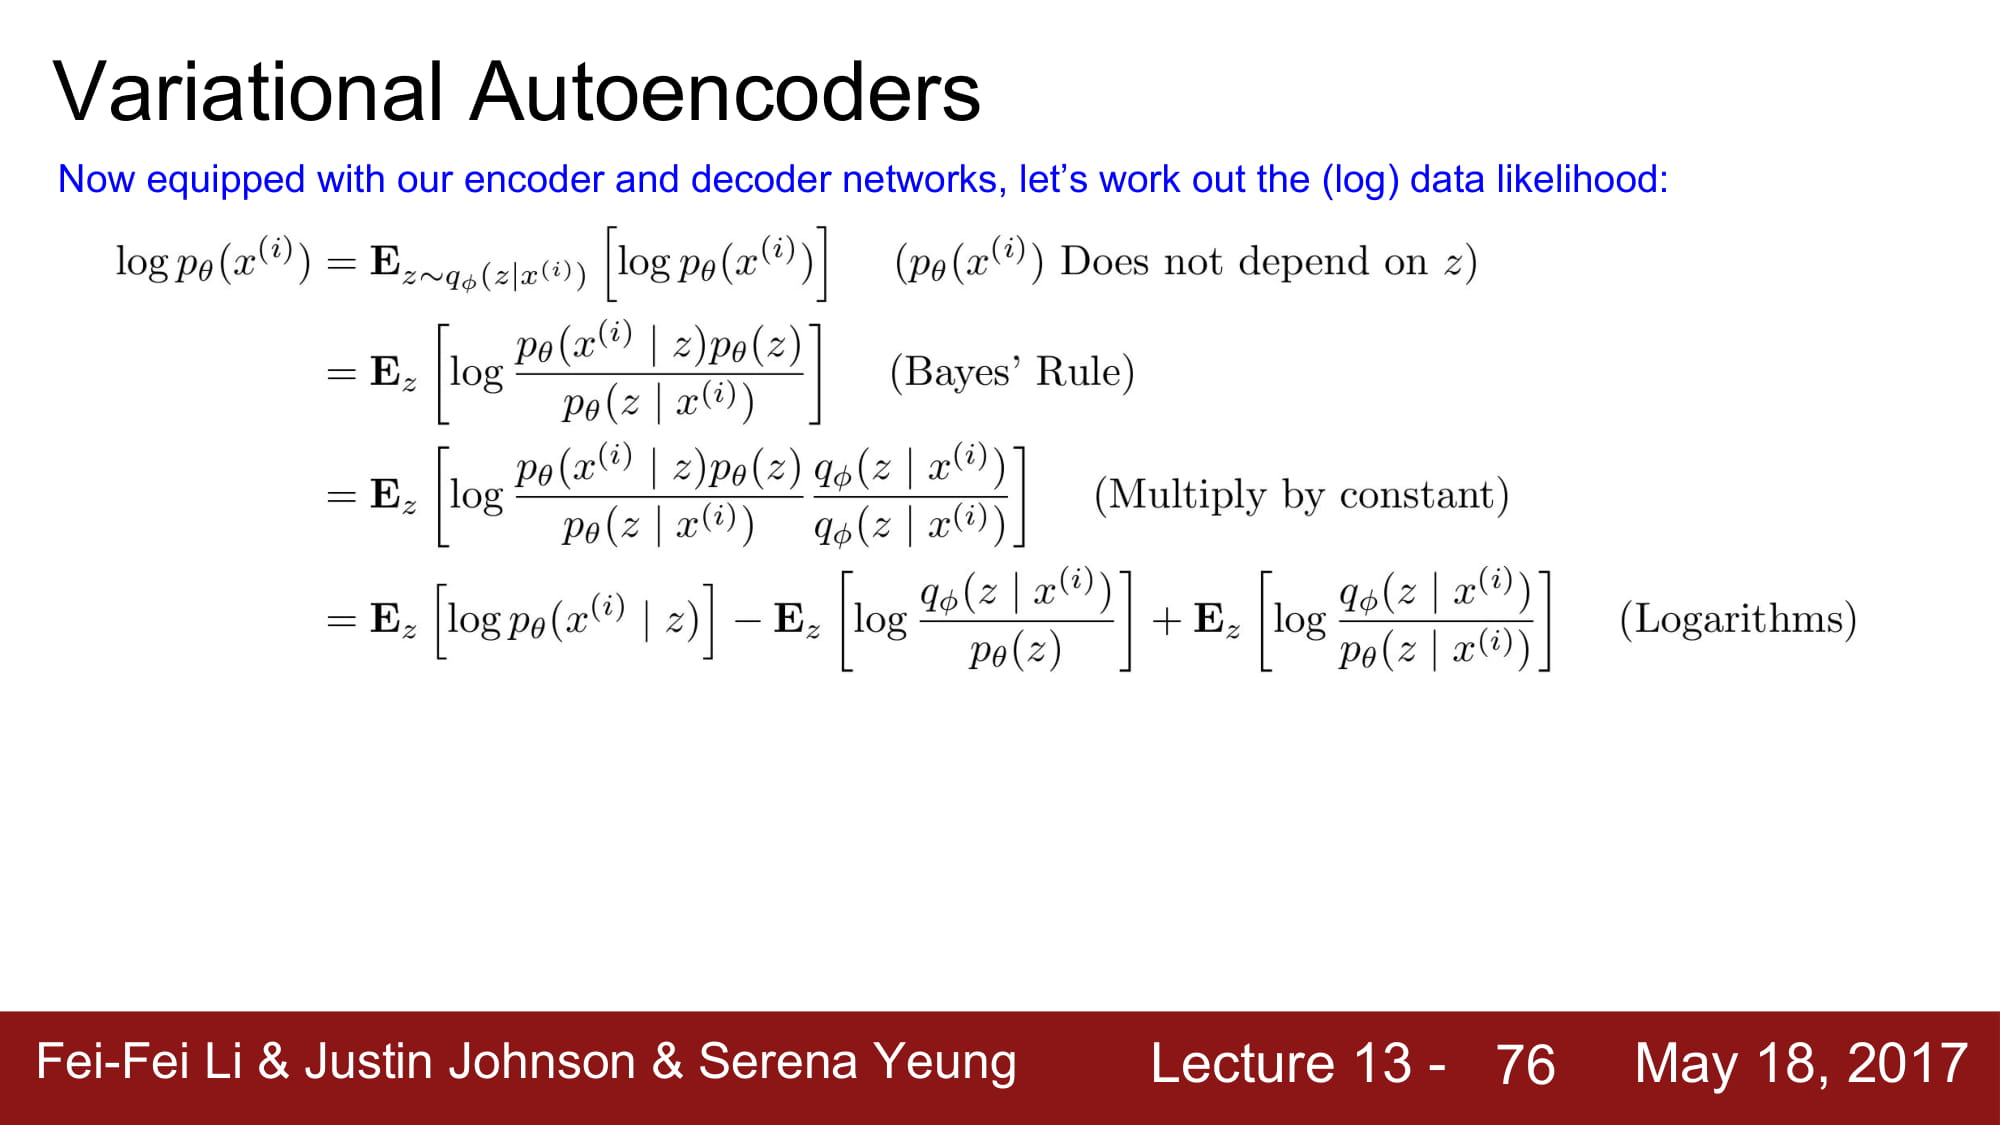 Variational Autoencoders
Now equipped with our encoder and decoder networks, let's work out the (log) data likelihood:
$\log p_\theta(x^{(i)}) = \mathbf{E}_{z \sim q_\phi(z|x^{(i)})} \left[ \log p_\theta(x^{(i)}) \right] \quad (p_\theta(x^{(i)}) \text{ Does not depend on } z)$
$= \mathbf{E}_z \left[ \log \frac{p_\theta(x^{(i)} \mid z) p_\theta(z)}{p_\theta(z \mid x^{(i)})} \right] \quad (\text{Bayes' Rule})$
$= \mathbf{E}_z \left[ \log \frac{p_\theta(x^{(i)} \mid z) p_\theta(z)}{p_\theta(z \mid x^{(i)})} \frac{q_\phi(z \mid x^{(i)})}{q_\phi(z \mid x^{(i)})} \right] \quad (\text{Multiply by constant})$
$= \mathbf{E}_z \left[ \log p_\theta(x^{(i)} \mid z) \right] - \mathbf{E}_z \left[ \log \frac{q_\phi(z \mid x^{(i)})}{p_\theta(z)} \right] + \mathbf{E}_z \left[ \log \frac{q_\phi(z \mid x^{(i)})}{p_\theta(z \mid x^{(i)})} \right] \quad (\text{Logarithms})$
Fei-Fei Li & Justin Johnson & Serena Yeung Lecture 13 - 76 May 18, 2017